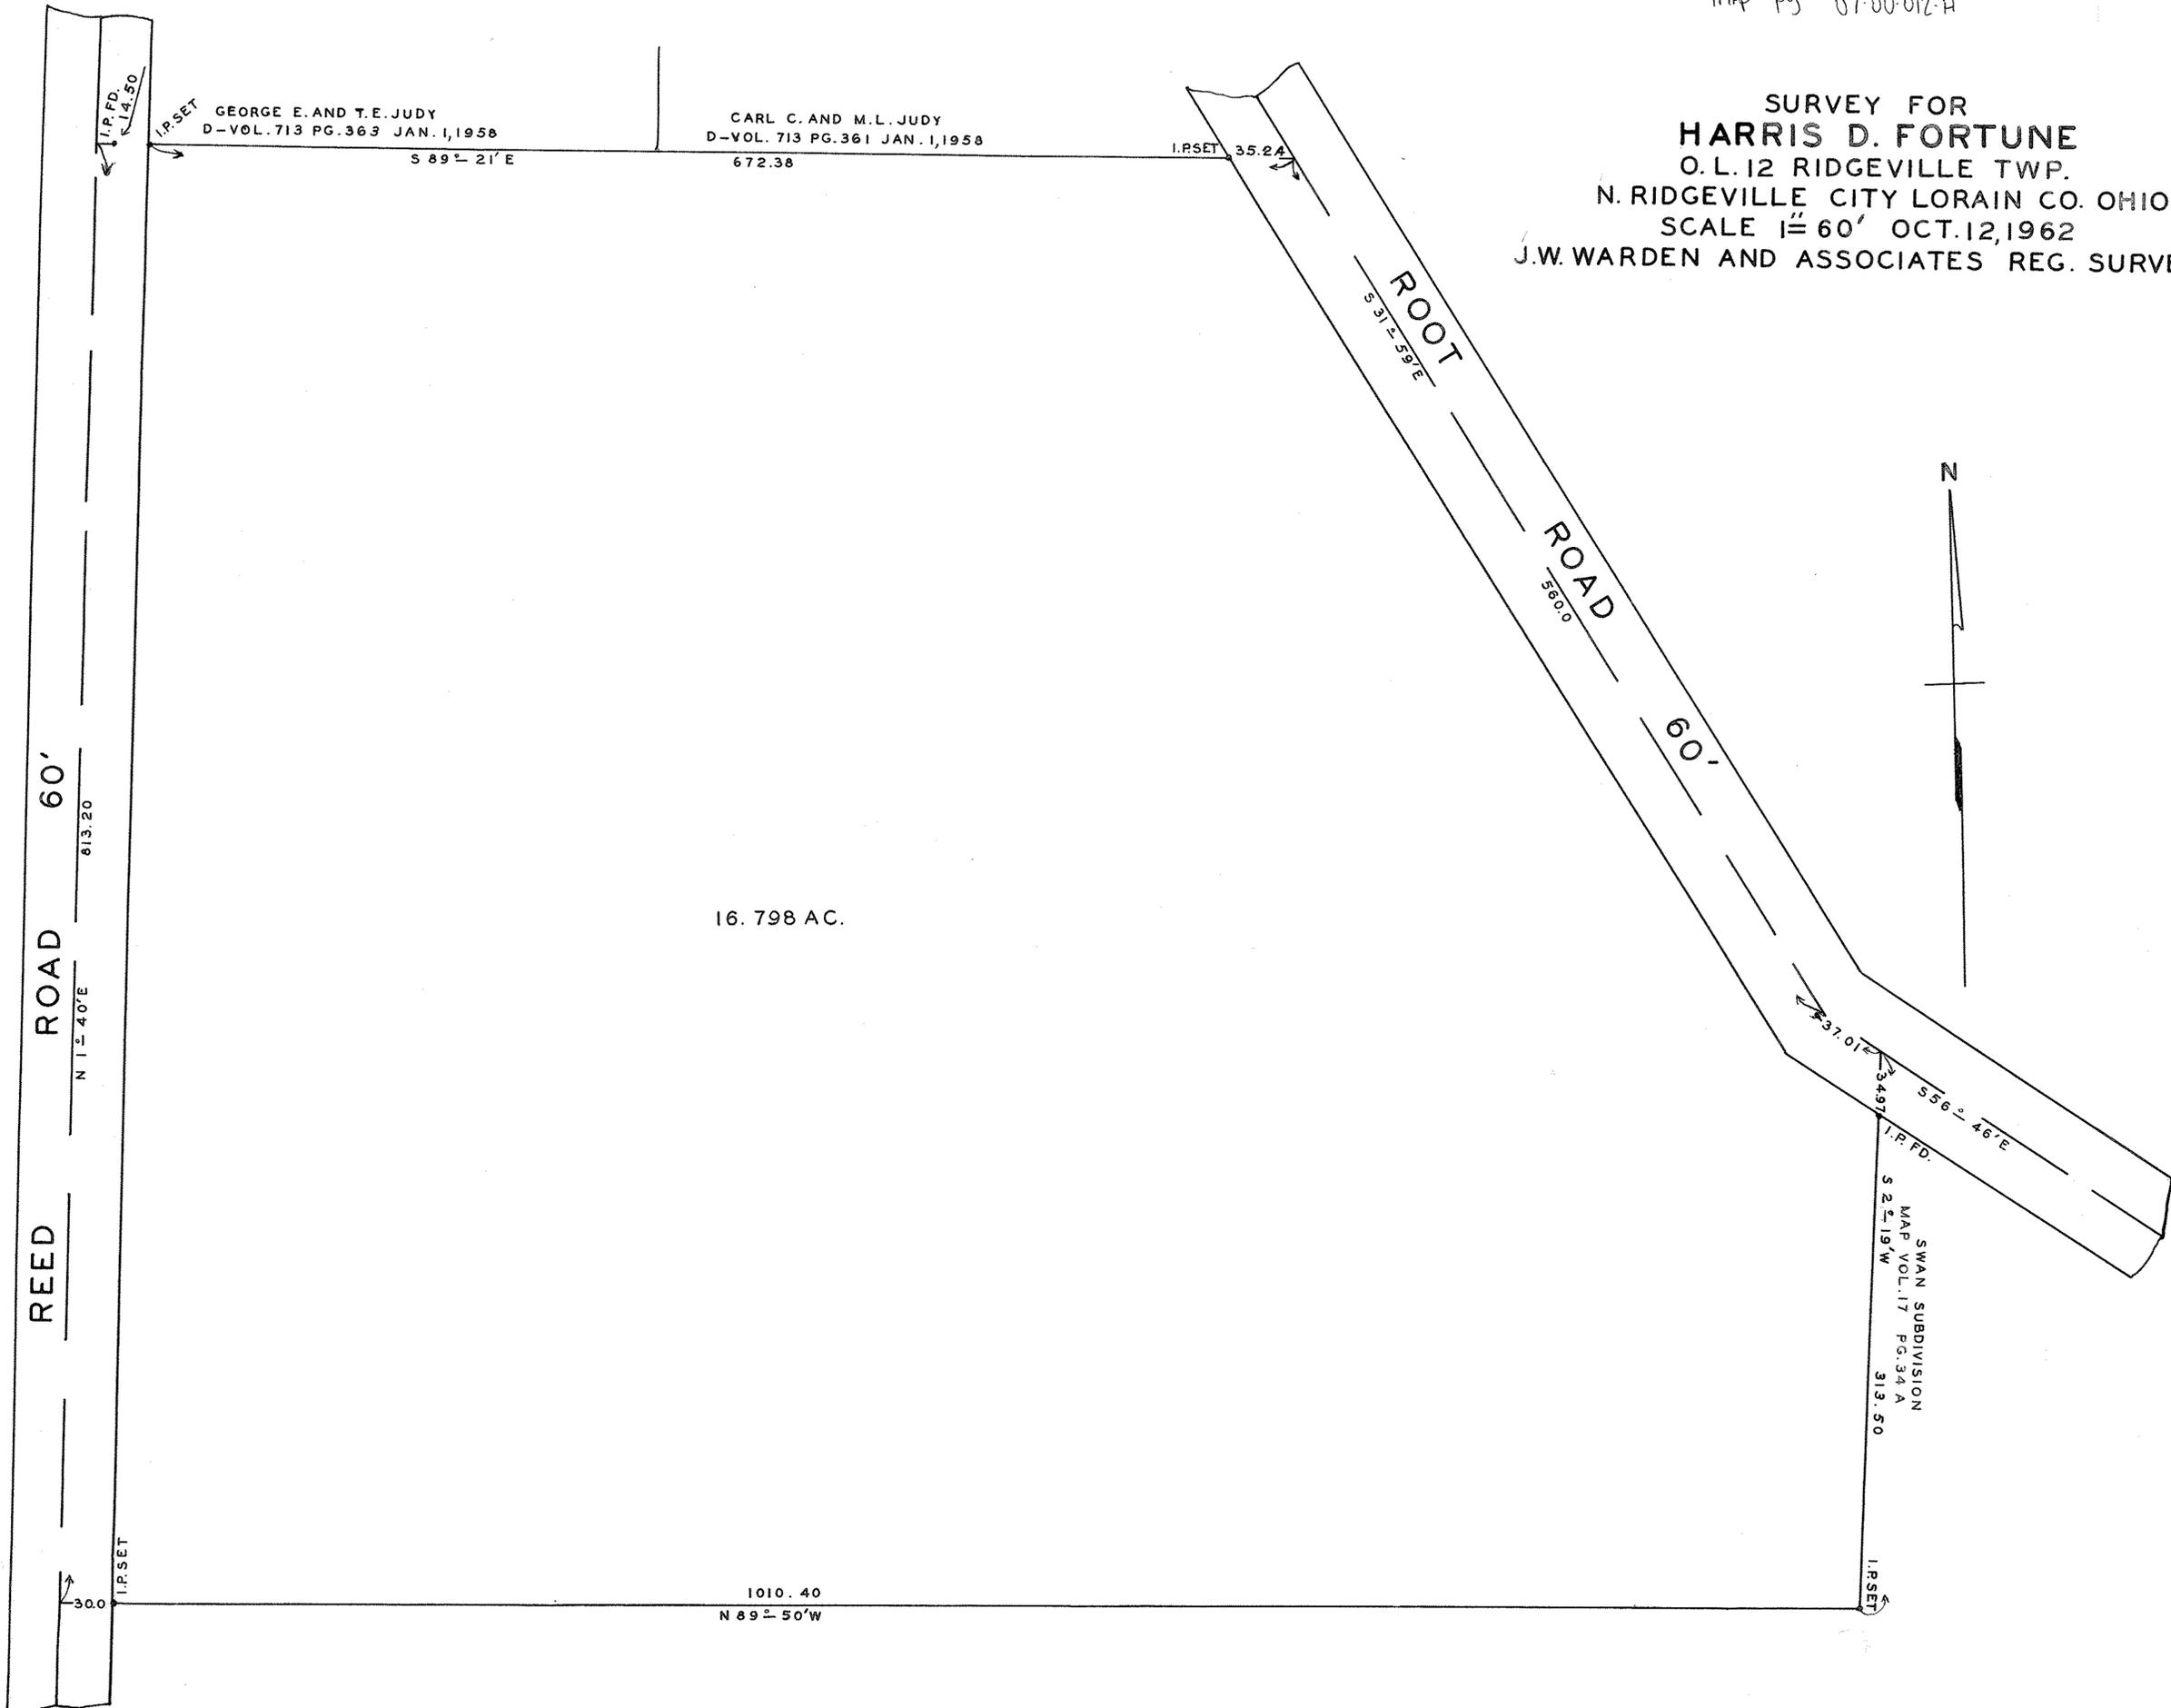 MAP pg 07-00-012-A
SURVEY FOR
HARRIS D. FORTUNE
O.L.12 RIDGEVILLE TWP.
N. RIDGEVILLE CITY LORAIN CO. OHIO
SCALE 1"=60' OCT.12,1962
J.W. WARDEN AND ASSOCIATES REG. SURVE
I.P. FD.
14.50
I.P. SET
GEORGE E. AND T.E. JUDY
D-VOL. 713 PG. 363 JAN. 1,1958
S 89°-21' E
CARL C. AND M.L. JUDY
D-VOL. 713 PG. 361 JAN. 1,1958
672.38
I.P. SET
35.24
ROOT ROAD 60'
S 31°-59'E
560.0
N
REED ROAD 60'
N 1°-40'E
813.20
16.798 AC.
37.01
34.97
S 56°-46'E
I.P. FD.
S 2°-19'W 313.50
MAP VOL.17 PG.34 A
SWAN SUBDIVISION
I.P. SET
30.0
I.P. SET
1010.40
N 89°-50'W